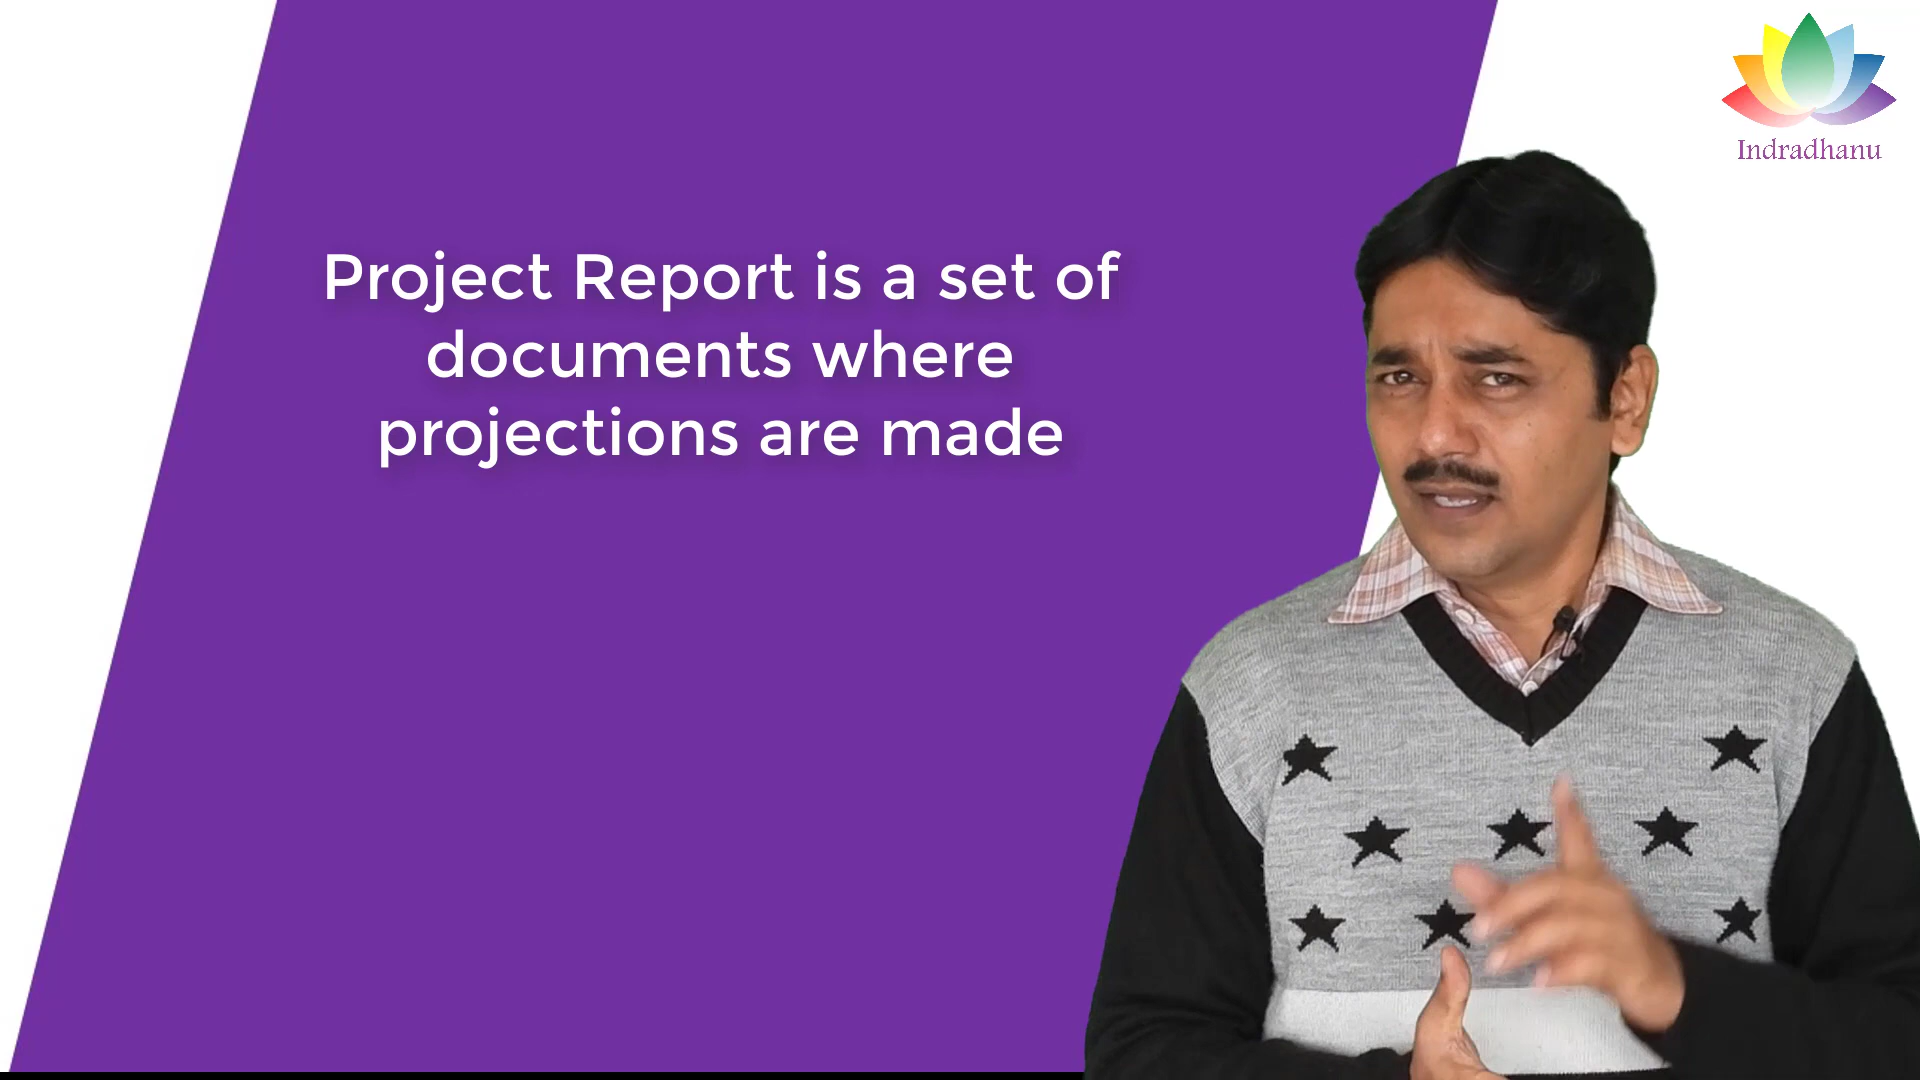 Indradhanu
Project Report is a set of
documents where
projections are made